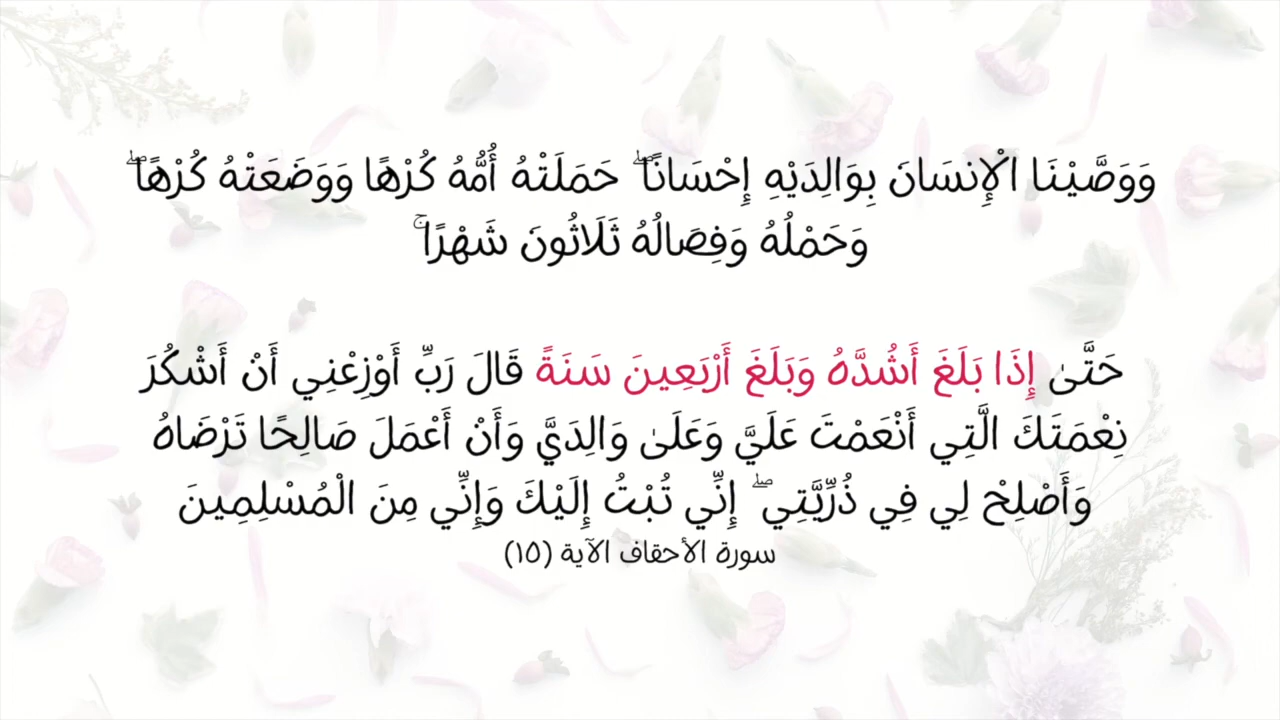 وَوَصَّيْنَا الْإِنسَانَ بِوَالِدَيْهِ إِحْسَانًا ۖ حَمَلَتْهُ أُمُّهُ كُرْهًا وَوَضَعَتْهُ كُرْهًا ۖ
وَحَمْلُهُ وَفِصَالُهُ ثَلَاثُونَ شَهْرًا ۚ
حَتَّىٰ إِذَا بَلَغَ أَشُدَّهُ وَبَلَغَ أَرْبَعِينَ سَنَةً قَالَ رَبِّ أَوْزِعْنِي أَنْ أَشْكُرَ
نِعْمَتَكَ الَّتِي أَنْعَمْتَ عَلَيَّ وَعَلَىٰ وَالِدَيَّ وَأَنْ أَعْمَلَ صَالِحًا تَرْضَاهُ
وَأَصْلِحْ لِي فِي ذُرِّيَّتِي ۖ إِنِّي تُبْتُ إِلَيْكَ وَإِنِّي مِنَ الْمُسْلِمِينَ
سورة الأحقاف الآية (١٥)